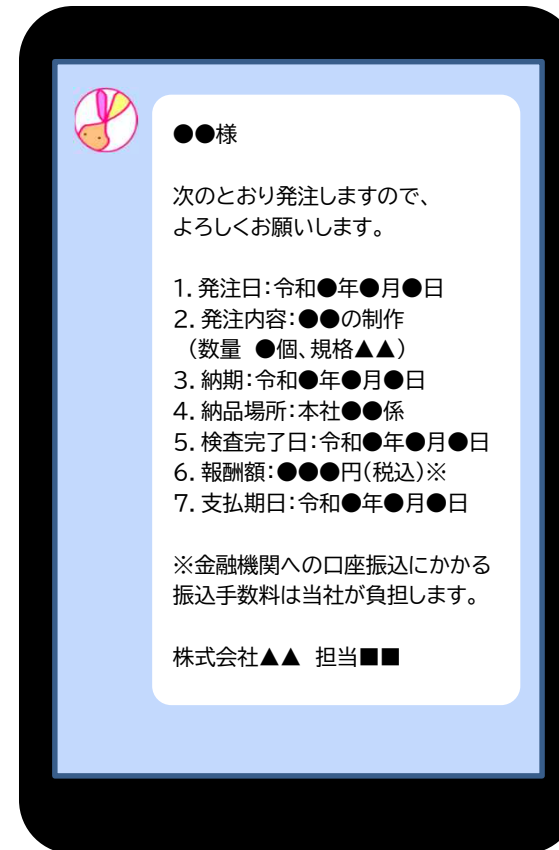 ●●様
次のとおり発注しますので、
よろしくお願いします。
1．発注日：令和●年●月●日
2．発注内容：●●の制作
（数量　●個、規格▲▲）
3．納期：令和●年●月●日
4．納品場所：本社●●係
5．検査完了日：令和●年●月●日
6．報酬額：●●●円（税込）※
7．支払期日：令和●年●月●日
※金融機関への口座振込にかかる
振込手数料は当社が負担します。
株式会社▲▲　担当■■